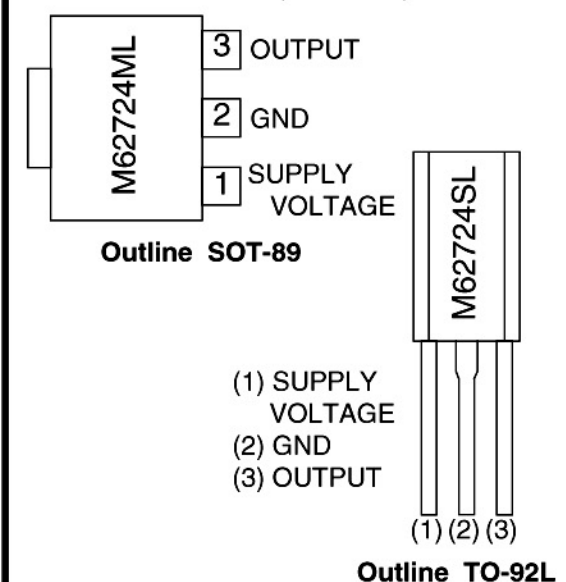 M62724ML
3 OUTPUT
2 GND
1 SUPPLY
VOLTAGE
Outline SOT-89
M62724SL
(1) SUPPLY
VOLTAGE
(2) GND
(3) OUTPUT
(1) (2) (3)
Outline TO-92L